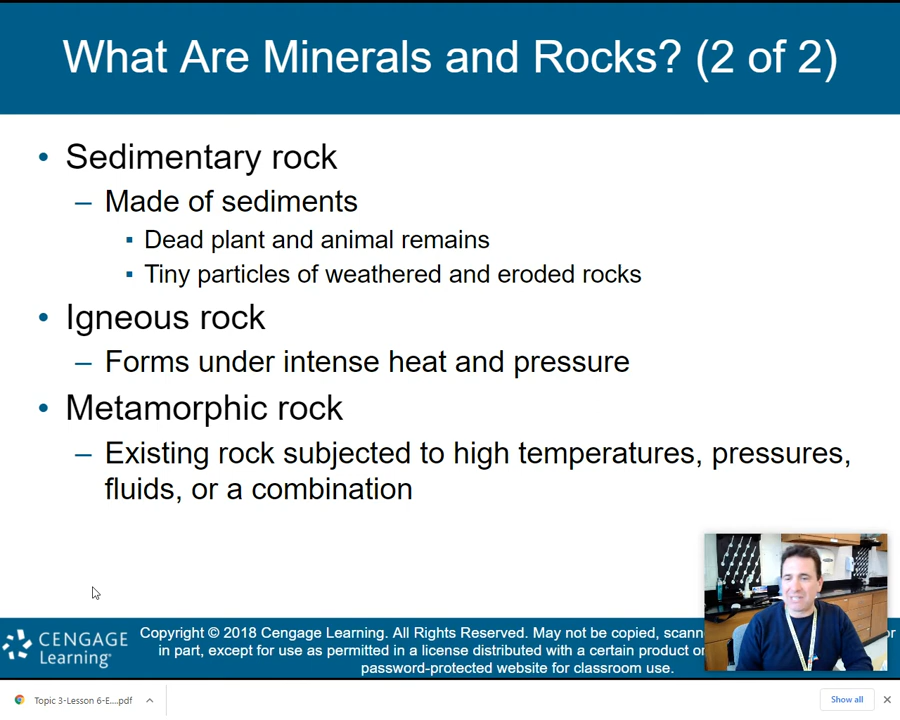 What Are Minerals and Rocks? (2 of 2)
• Sedimentary rock
– Made of sediments
▪ Dead plant and animal remains
▪ Tiny particles of weathered and eroded rocks
• Igneous rock
– Forms under intense heat and pressure
• Metamorphic rock
– Existing rock subjected to high temperatures, pressures,
fluids, or a combination
CENGAGE
Learning
Copyright © 2018 Cengage Learning. All Rights Reserved. May not be copied,
in part, except for use as permitted in a license distributed with a certain product
password-protected website for classroom use.
Topic 3-Lesson 6-E....pdf
Show all